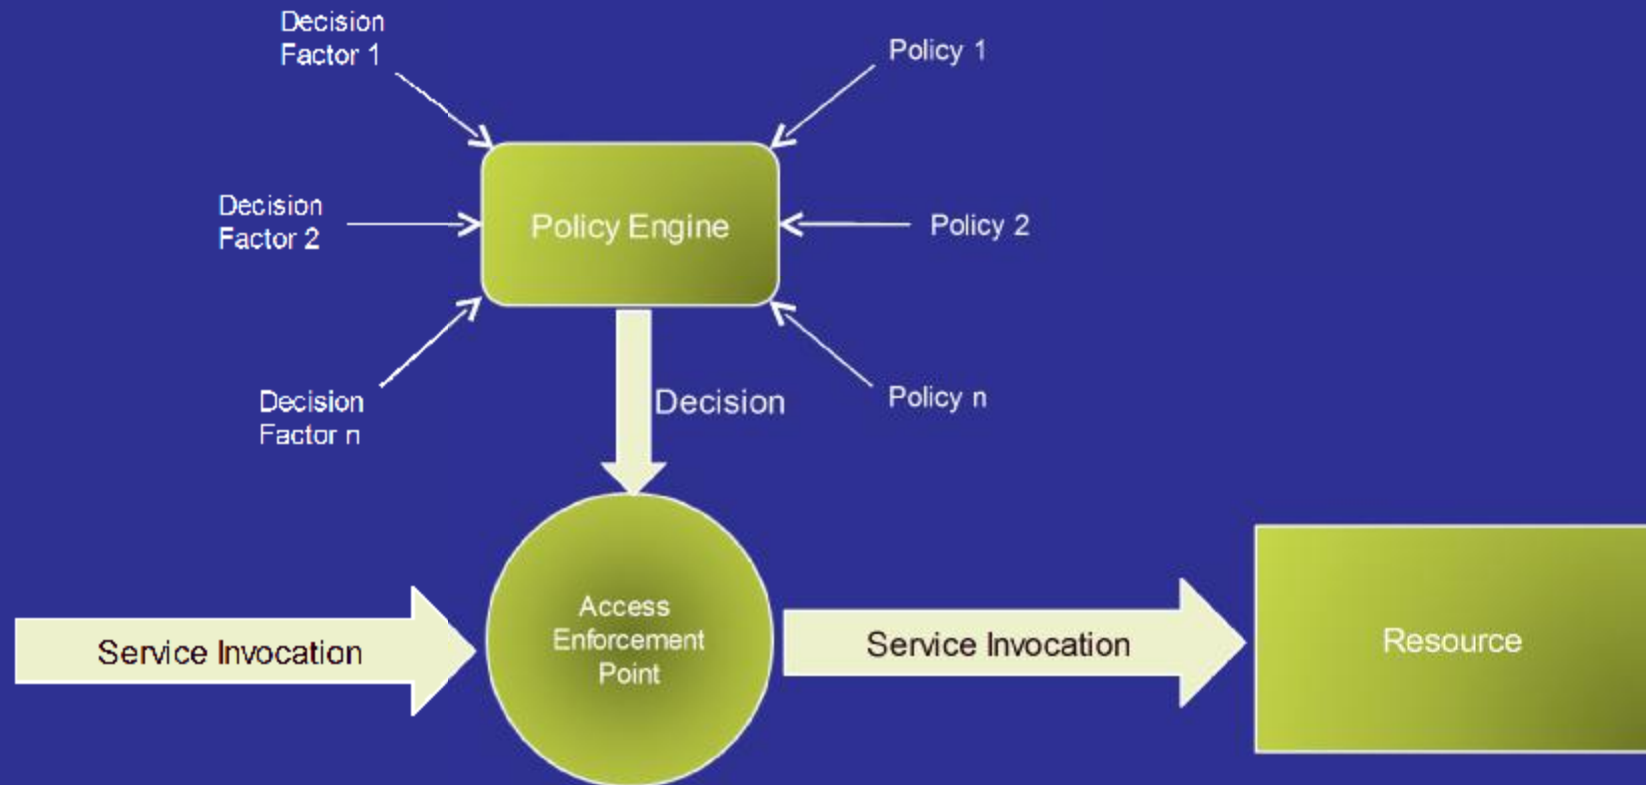 Decision
Factor 1
Policy 1
Decision
Factor 2
Policy Engine
Policy 2
Decision
Factor n
Decision
Policy n
Service Invocation
Access
Enforcement
Point
Service Invocation
Resource